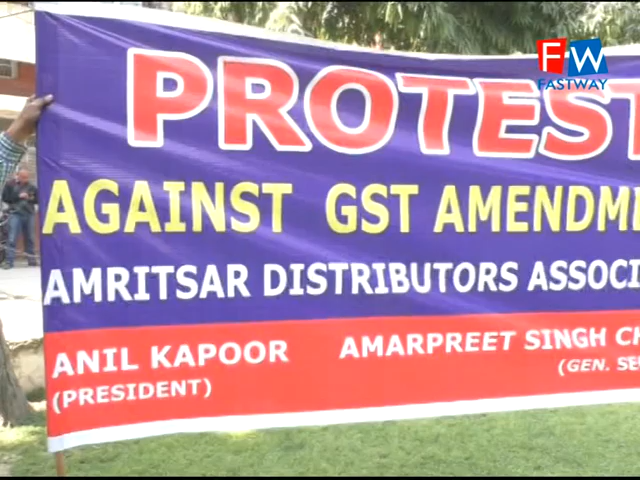 FW
FASTWAY
PROTEST
AGAINST GST AMENDM
AMRITSAR DISTRIBUTORS ASSOCI
ANIL KAPOOR AMARPREET SINGH CH
(PRESIDENT) (GEN. SE